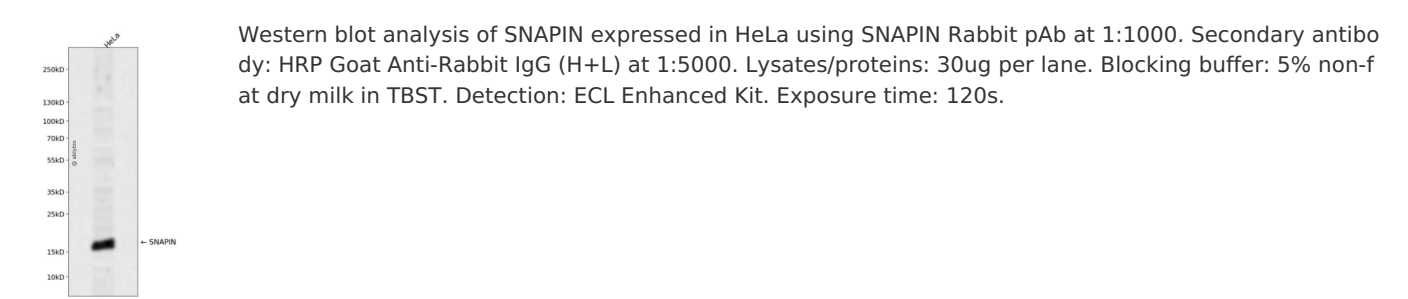 HeLa
250kD
130kD
100kD
70kD
55kD
35kD
25kD
15kD
10kD
© abybio
← SNAPIN
Western blot analysis of SNAPIN expressed in HeLa using SNAPIN Rabbit pAb at 1:1000. Secondary antibo
dy: HRP Goat Anti-Rabbit IgG (H+L) at 1:5000. Lysates/proteins: 30ug per lane. Blocking buffer: 5% non-f
at dry milk in TBST. Detection: ECL Enhanced Kit. Exposure time: 120s.